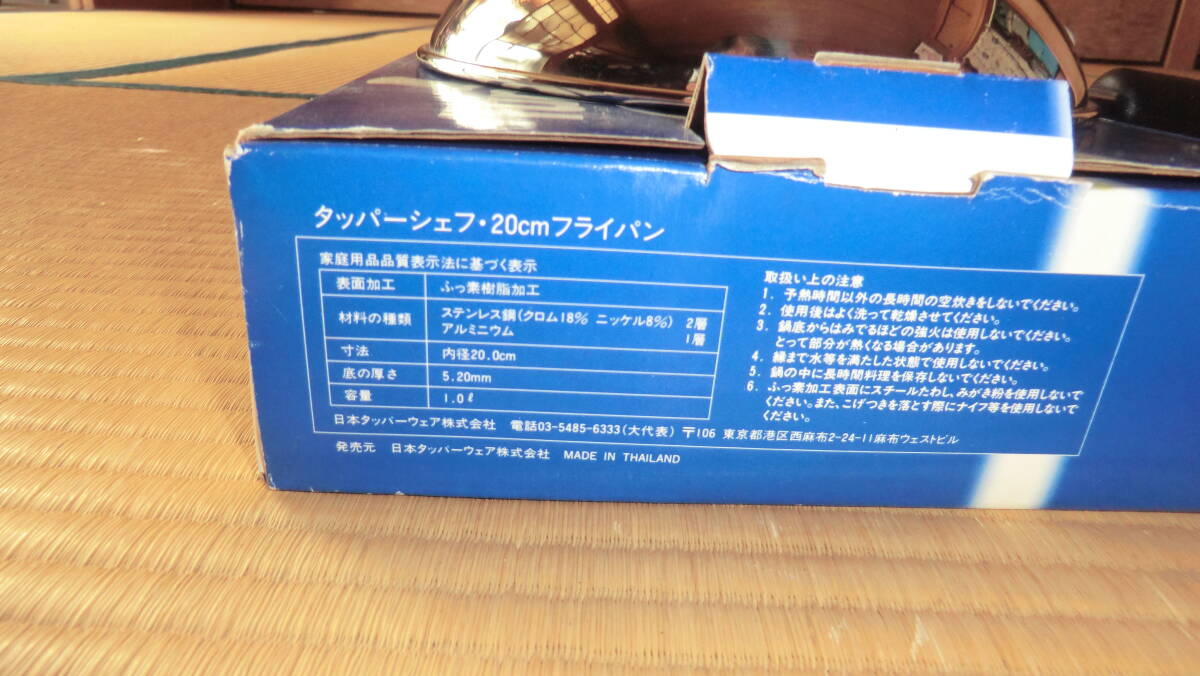 タッパーシェフ・20cmフライパン
家庭用品品質表示法に基づく表示
表面加工 ふっ素樹脂加工
材料の種類 ステンレス鋼(クロム18% ニッケル8%) 2層
アルミニウム 1層
寸法 内径20.0cm
底の厚さ 5.20mm
容量 1.0ℓ
取扱い上の注意
1. 予熱時間以外の長時間の空炊きをしないでください。
2. 使用後はよく洗って乾燥させてください。
3. 鍋底からはみでるほどの強火は使用しないでください。
とって部分が熱くなる場合があります。
4. 縁まで水等を満たした状態で使用しないでください。
5. 鍋の中に長時間料理を保存しないでください。
6. ふっ素加工表面にスチールたわし、みがき粉を使用しないで
ください。また、こげつきを落とす際にナイフ等を使用しないで
ください。
日本タッパーウェア株式会社 電話03-5485-6333(大代表) 〒106 東京都港区西麻布2-24-11麻布ウェストビル
発売元 日本タッパーウェア株式会社 MADE IN THAILAND